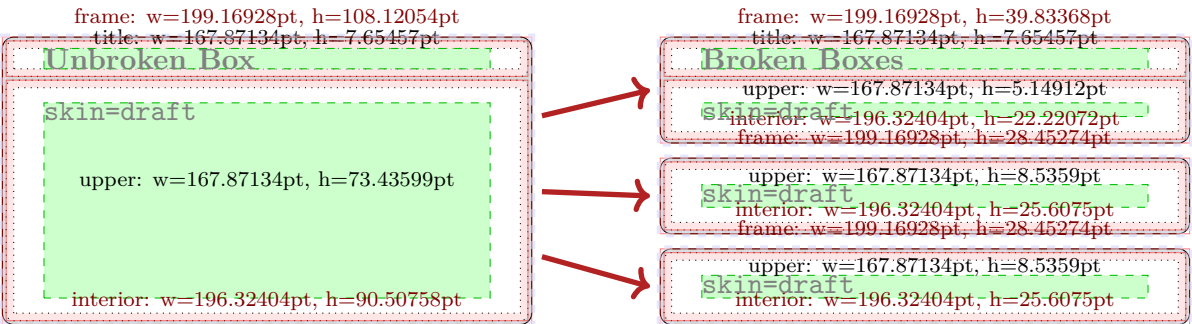 frame: w=199.16928pt, h=108.12054pt
title: w=167.87134pt, h=7.65457pt
Unbroken Box
skin=draft
upper: w=167.87134pt, h=73.43599pt
interior: w=196.32404pt, h=90.50758pt
frame: w=199.16928pt, h=39.83368pt
title: w=167.87134pt, h=7.65457pt
Broken Boxes
upper: w=167.87134pt, h=5.14912pt
skin=draft
interior: w=196.32404pt, h=22.22072pt
frame: w=199.16928pt, h=28.45274pt
upper: w=167.87134pt, h=8.5359pt
skin=draft
interior: w=196.32404pt, h=25.6075pt
frame: w=199.16928pt, h=28.45274pt
upper: w=167.87134pt, h=8.5359pt
skin=draft
interior: w=196.32404pt, h=25.6075pt